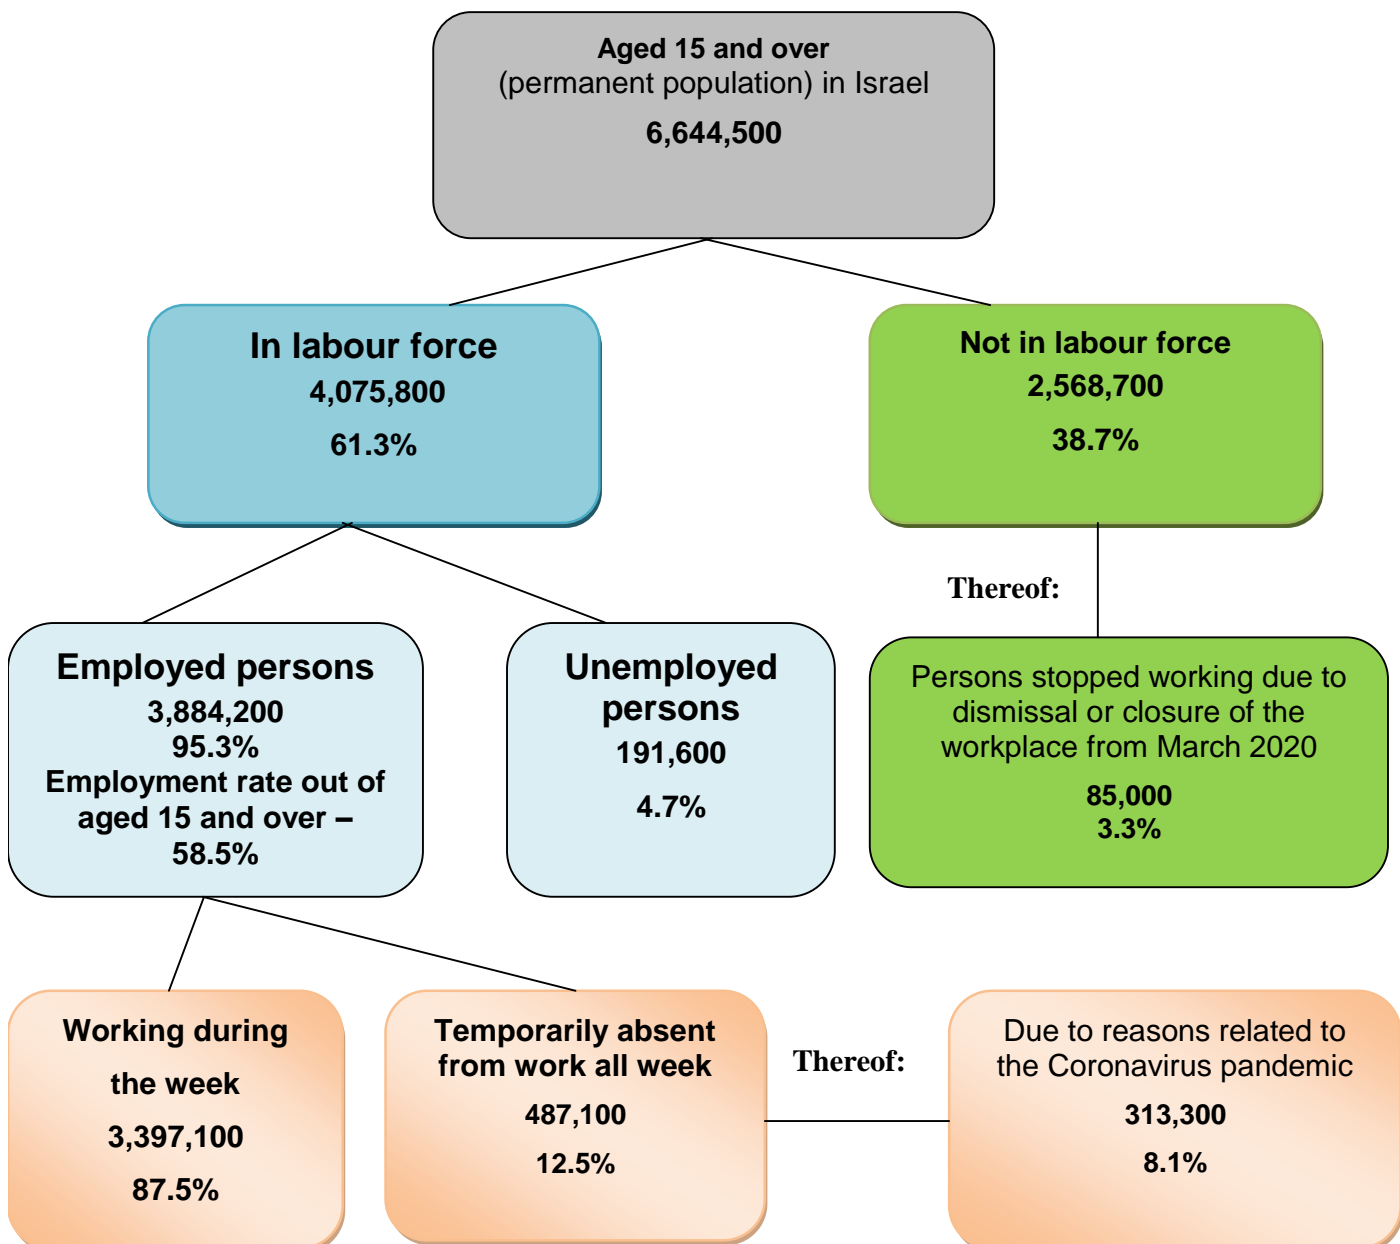 Aged 15 and over
(permanent population) in Israel
6,644,500
In labour force
4,075,800
61.3%
Not in labour force
2,568,700
38.7%
Thereof:
Employed persons
3,884,200
95.3%
Employment rate out of
aged 15 and over –
58.5%
Unemployed
persons
191,600
4.7%
Persons stopped working due to
dismissal or closure of the
workplace from March 2020
85,000
3.3%
Working during
the week
3,397,100
87.5%
Temporarily absent
from work all week
487,100
12.5%
Thereof:
Due to reasons related to
the Coronavirus pandemic
313,300
8.1%